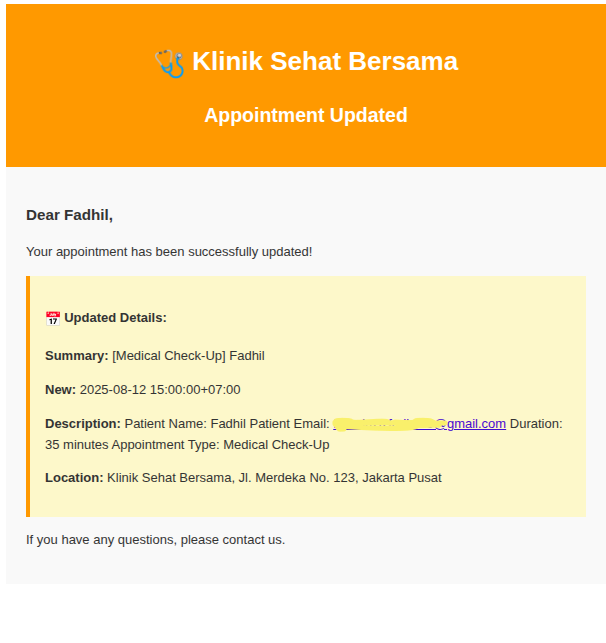 Klinik Sehat Bersama
Appointment Updated
Dear Fadhil,
Your appointment has been successfully updated!
Updated Details:
Summary: [Medical Check-Up] Fadhil
New: 2025-08-12 15:00:00+07:00
Description: Patient Name: Fadhil Patient Email: @gmail.com Duration:
35 minutes Appointment Type: Medical Check-Up
Location: Klinik Sehat Bersama, Jl. Merdeka No. 123, Jakarta Pusat
If you have any questions, please contact us.